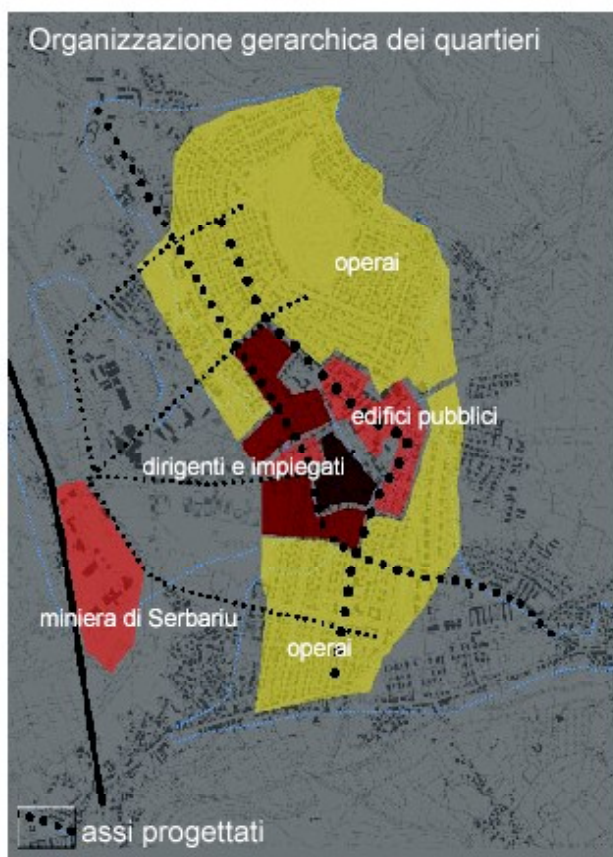 Organizzazione gerarchica dei quartieri
operai
edifici pubblici
dirigenti e impiegati
miniera di Serbariu
operai
assi progettati